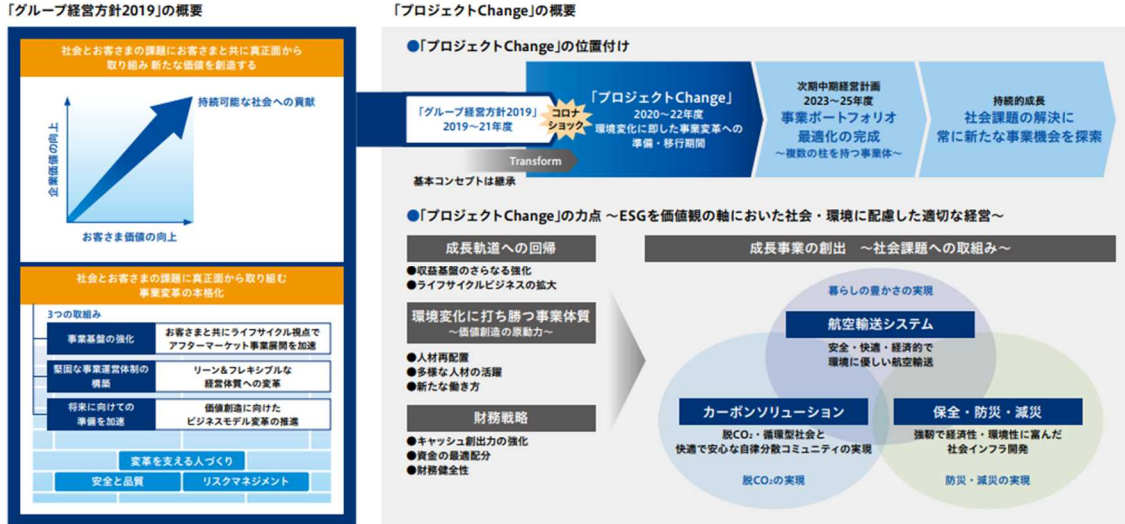 「グループ経営方針2019」の概要
社会とお客さまの課題にお客さまと共に真正面から
取り組み 新たな価値を創造する
持続可能な社会への貢献
企業価値の向上
お客さま価値の向上
社会とお客さまの課題に真正面から取り組む
事業変革の本格化
3つの取組み
事業基盤の強化
お客さまと共にライフサイクル視点で
アフターマーケット事業展開を加速
堅固な事業運営体制の
構築
リーン&フレキシブルな
経営体質への変革
将来に向けての
準備を加速
価値創造に向けた
ビジネスモデル変革の推進
変革を支える人づくり
安全と品質
リスクマネジメント
「プロジェクトChange」の概要
●「プロジェクトChange」の位置付け
「グループ経営方針2019」
2019～21年度
コロナ
ショック
Transform
基本コンセプトは継承
「プロジェクトChange」
2020～22年度
環境変化に即した事業変革への
準備・移行期間
次期中期経営計画
2023～25年度
事業ポートフォリオ
最適化の完成
～複数の柱を持つ事業体～
持続的成長
社会課題の解決に
常に新たな事業機会を探索
●「プロジェクトChange」の力点 ～ESGを価値観の軸においた社会・環境に配慮した適切な経営～
成長軌道への回帰
●収益基盤のさらなる強化
●ライフサイクルビジネスの拡大
環境変化に打ち勝つ事業体質
～価値創造の原動力～
●人材再配置
●多様な人材の活躍
●新たな働き方
財務戦略
●キャッシュ創出力の強化
●資金の最適配分
●財務健全性
成長事業の創出 ～社会課題への取組み～
暮らしの豊かさの実現
航空輸送システム
安全・快適・経済的で
環境に優しい航空輸送
カーボンソリューション
脱CO₂・循環型社会と
快適で安心な自律分散コミュニティの実現
脱CO₂の実現
保全・防災・減災
強靭で経済性・環境性に富んだ
社会インフラ開発
防災・減災の実現